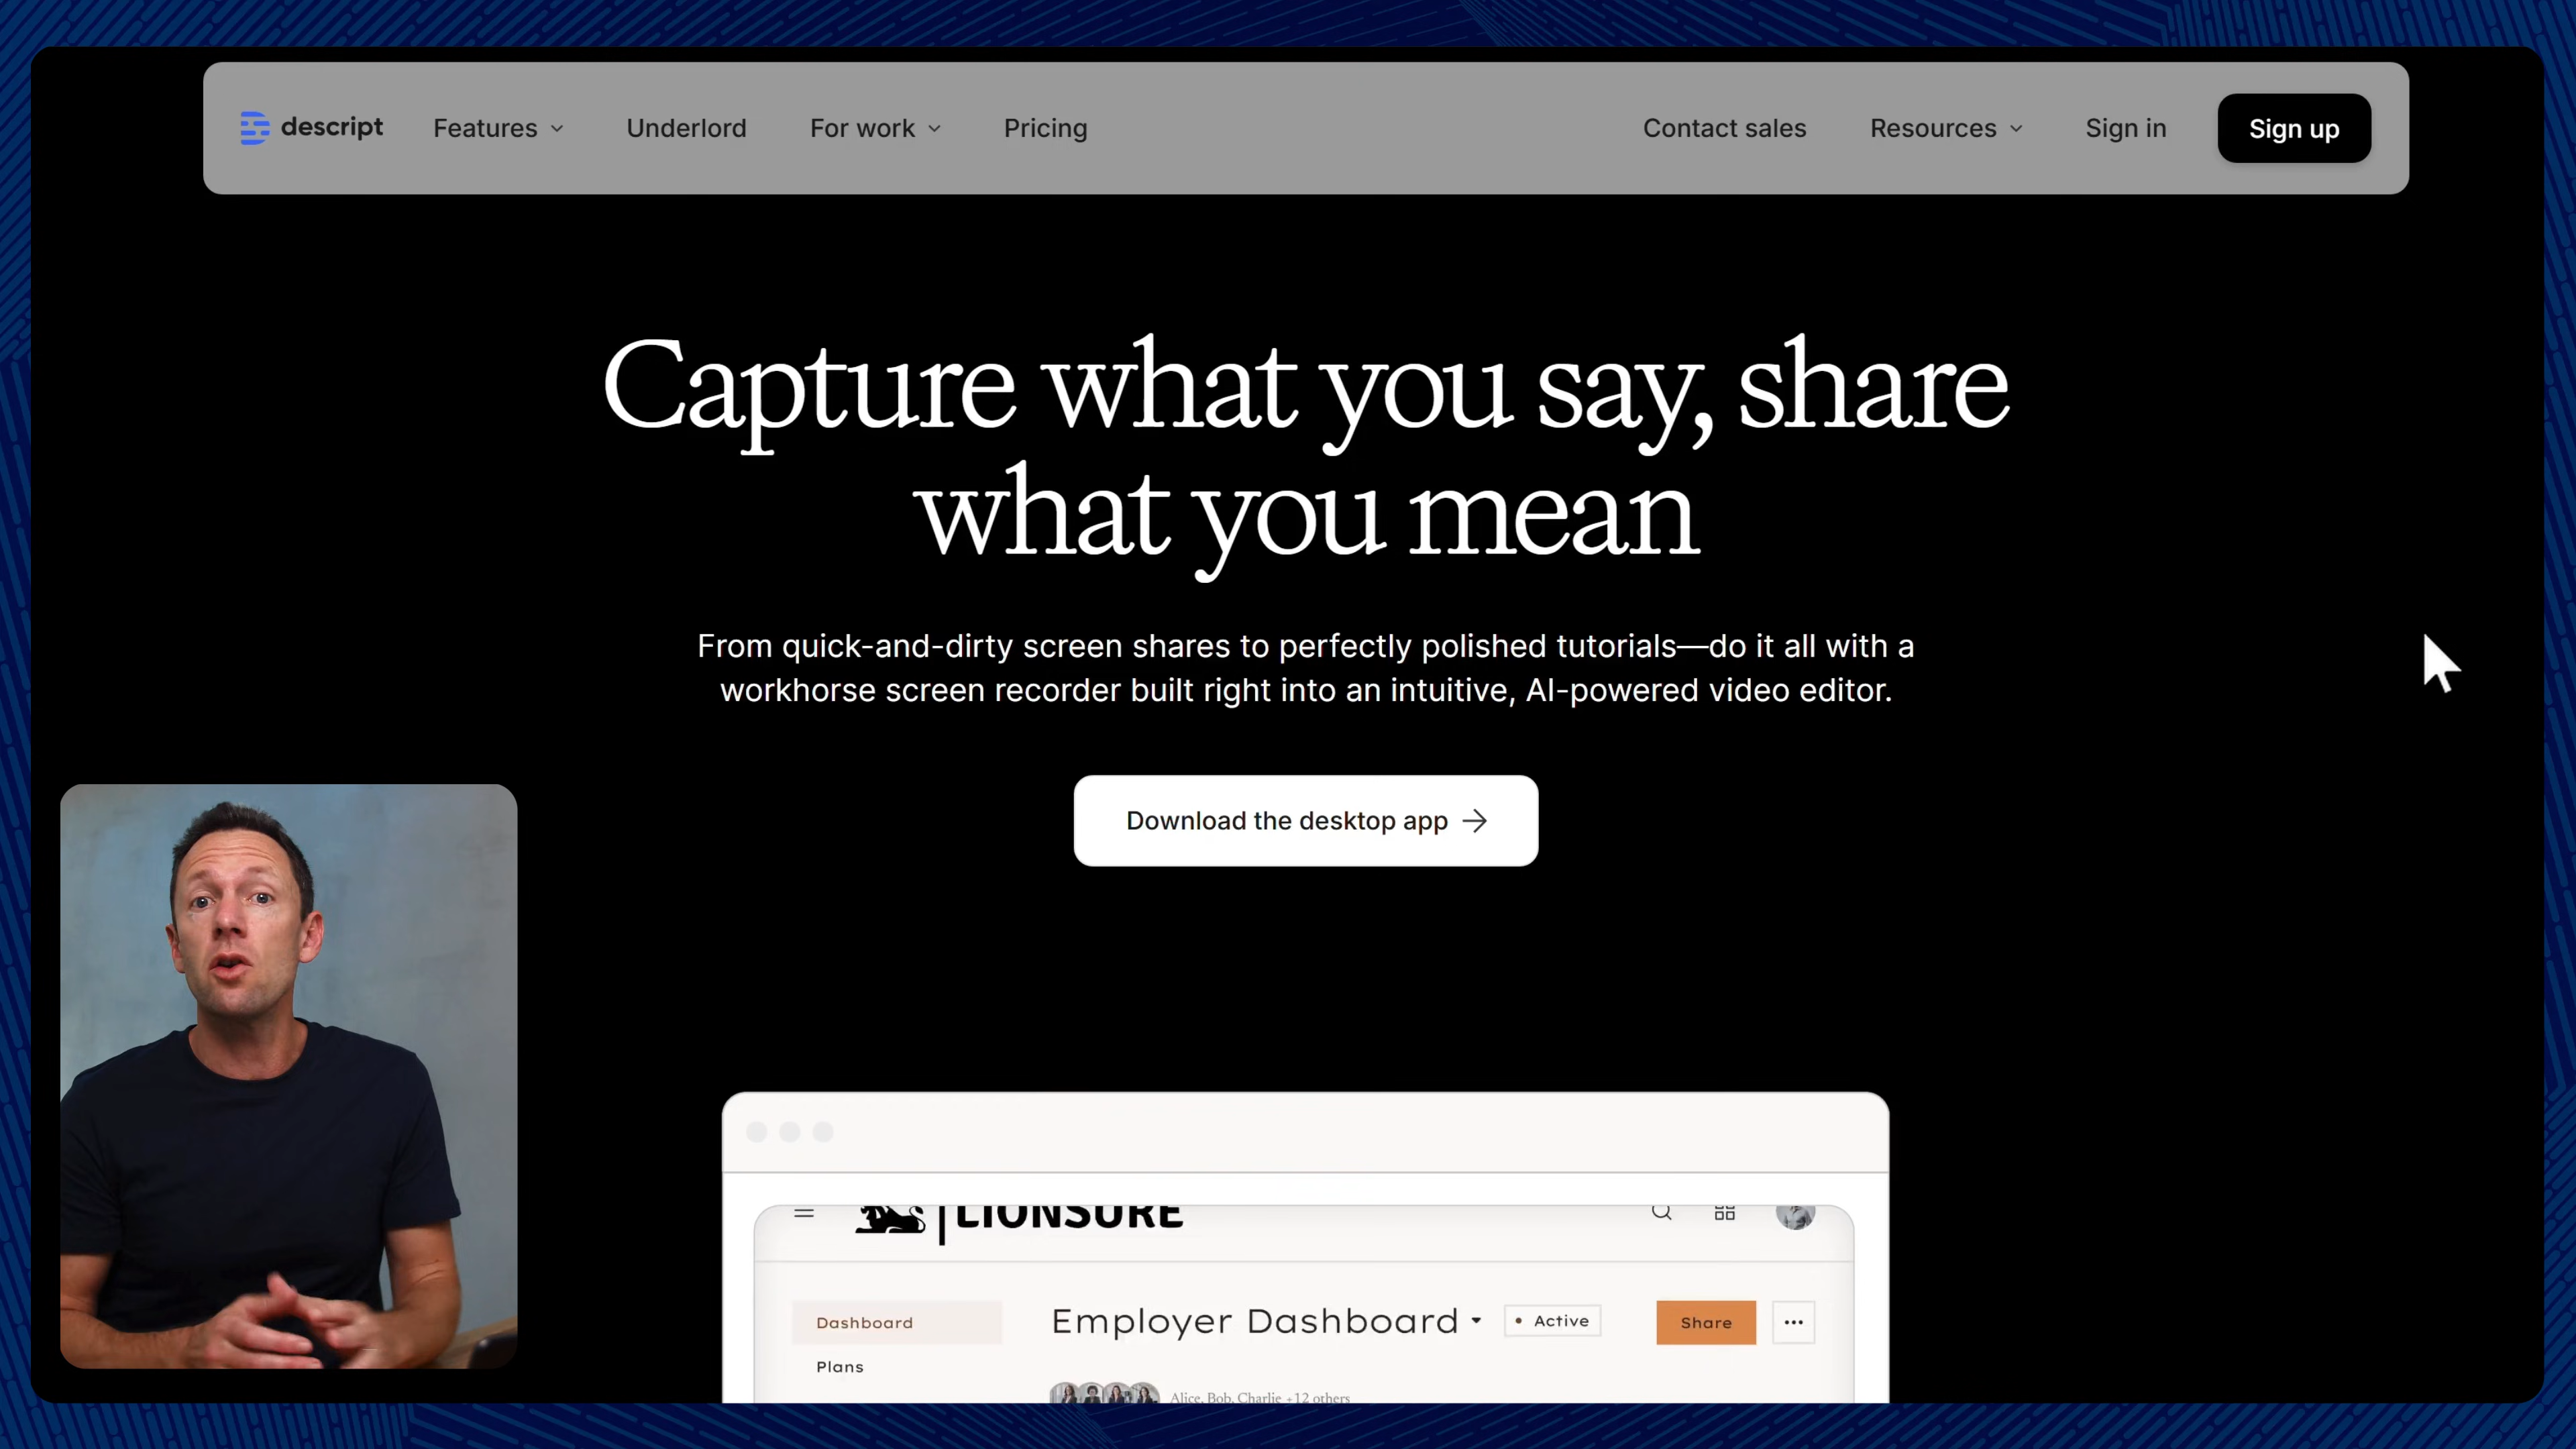 descript Features Underlord For work Pricing Contact sales Resources Sign in Sign up
Capture what you say, share
what you mean
From quick-and-dirty screen shares to perfectly polished tutorials—do it all with a
workhorse screen recorder built right into an intuitive, AI-powered video editor.
Download the desktop app →
LIONSURE
Dashboard
Employer Dashboard
• Active
Share
...
Plans
Alice, Bob, Charlie +12 others